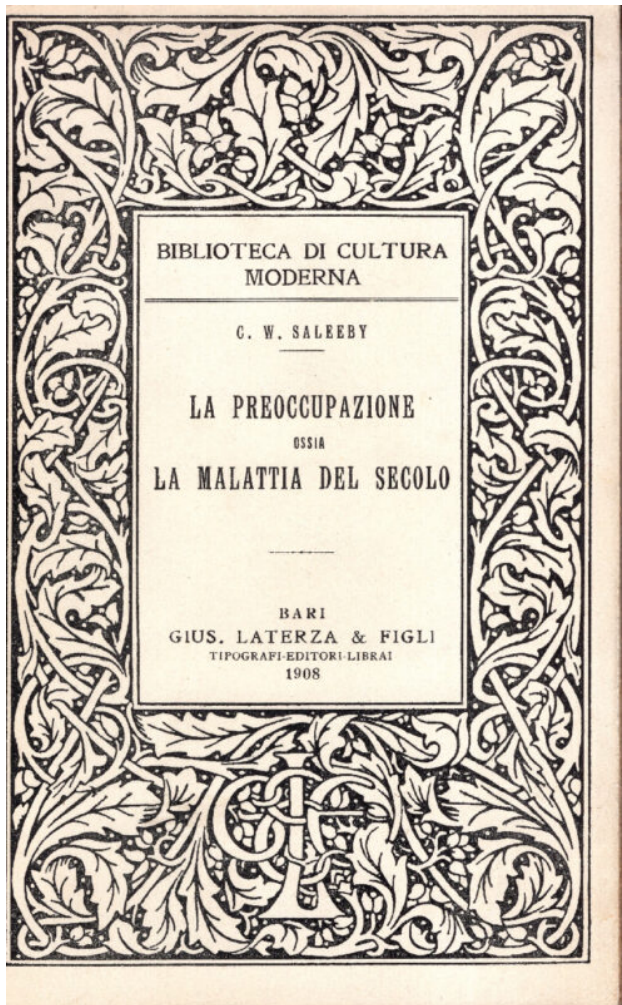 BIBLIOTECA DI CULTURA
MODERNA
C. W. SALEEBY
LA PREOCCUPAZIONE
OSSIA
LA MALATTIA DEL SECOLO
BARI
GIUS. LATERZA & FIGLI
TIPOGRAFI-EDITORI-LIBRAI
1908